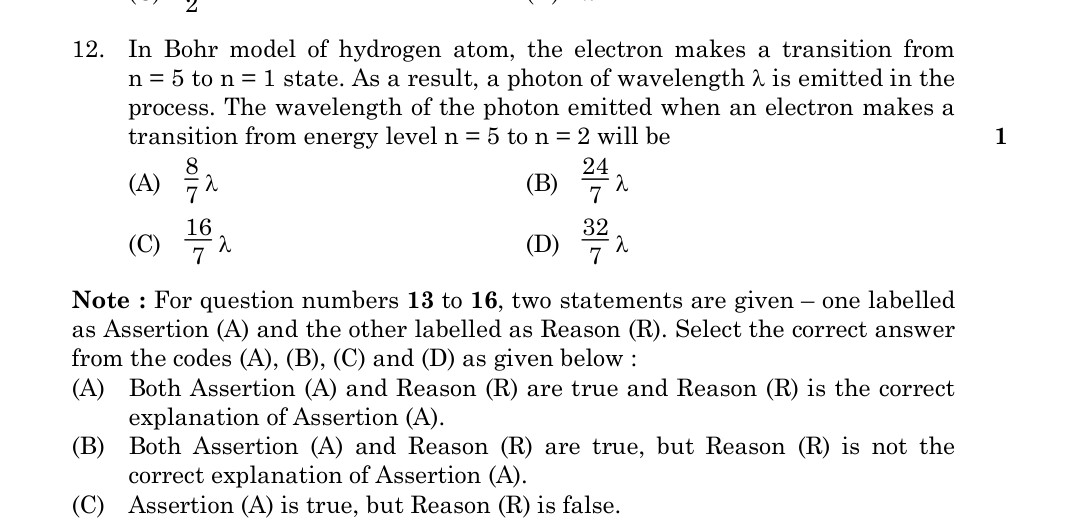 2
12. In Bohr model of hydrogen atom, the electron makes a transition from
n = 5 to n = 1 state. As a result, a photon of wavelength λ is emitted in the
process. The wavelength of the photon emitted when an electron makes a
transition from energy level n = 5 to n = 2 will be 1
(A) 8/7 λ (B) 24/7 λ
(C) 16/7 λ (D) 32/7 λ
Note : For question numbers 13 to 16, two statements are given – one labelled
as Assertion (A) and the other labelled as Reason (R). Select the correct answer
from the codes (A), (B), (C) and (D) as given below :
(A) Both Assertion (A) and Reason (R) are true and Reason (R) is the correct
explanation of Assertion (A).
(B) Both Assertion (A) and Reason (R) are true, but Reason (R) is not the
correct explanation of Assertion (A).
(C) Assertion (A) is true, but Reason (R) is false.